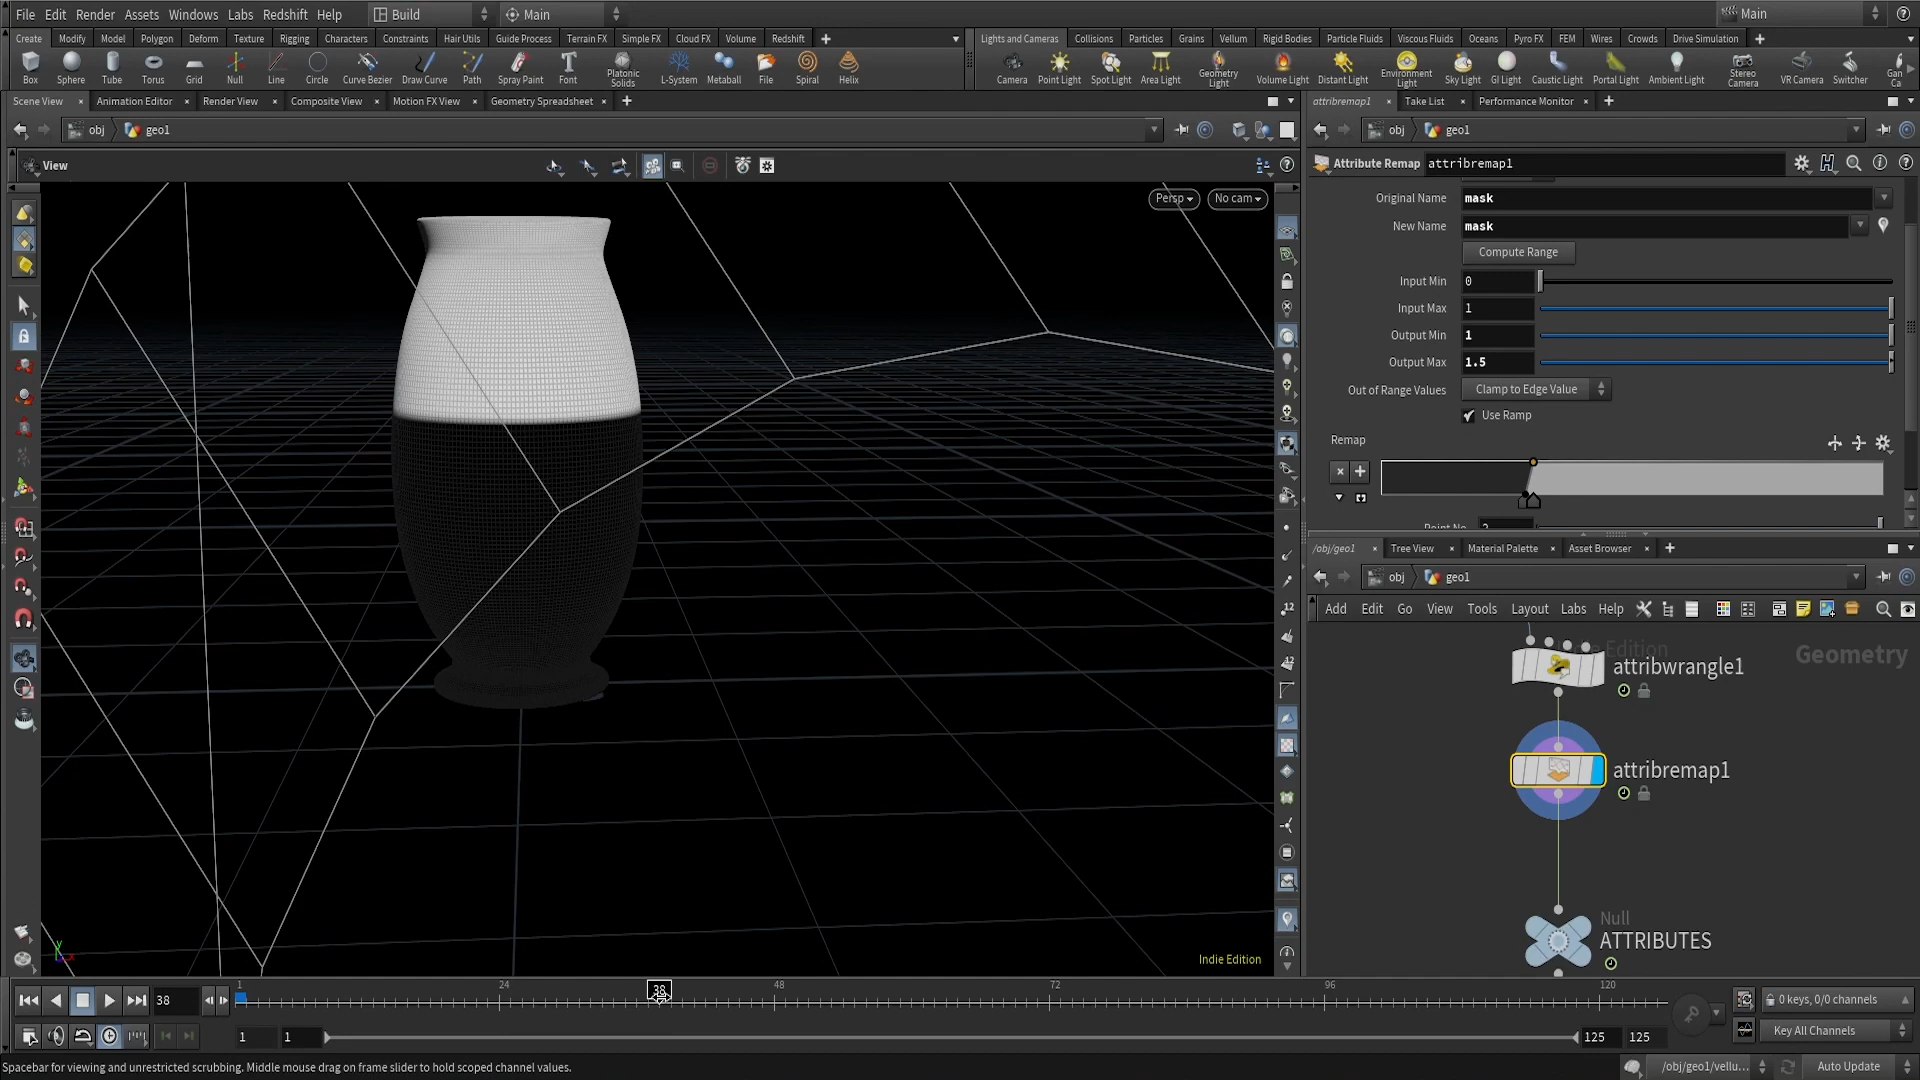 File Edit Render Assets Windows Labs Redshift Help Build Main Main
Create Modify Model Polygon Deform Texture Rigging Characters Constraints Hair Utils Guide Process Terrain FX Simple FX Cloud FX Volume Redshift
Lights and Cameras Collisions Particles Grains Vellum Rigid Bodies Particle Fluids Viscous Fluids Oceans Pyro FX FEM Wires Crowds Drive Simulation
Box Sphere Tube Torus Grid Null Line Circle Curve Bezier Draw Curve Path Spray Paint Font Platonic Solids L-System Metaball File Spiral Helix
Camera Point Light Spot Light Area Light Geometry Light Volume Light Distant Light Environment Light Sky Light GI Light Caustic Light Portal Light Ambient Light Stereo Camera VR Camera Switcher Gan Ca
Scene View Animation Editor Render View Composite View Motion FX View Geometry Spreadsheet
attribremap1 Take List Performance Monitor
obj geo1
obj geo1
View
Persp No cam
Attribute Remap attribremap1
Original Name mask
New Name mask
Compute Range
Input Min 0
Input Max 1
Output Min 1
Output Max 1.5
Out of Range Values Clamp to Edge Value
Use Ramp
Remap
Point No. 2
/obj/geo1 Tree View Material Palette Asset Browser
obj geo1
Add Edit Go View Tools Layout Labs Help
Edition
Geometry
attribwrangle1
attribremap1
Null
ATTRIBUTES
Indie Edition
38
1 24 38 48 72 96 120
0 keys, 0/0 channels
1 1 125 125
Key All Channels
Spacebar for viewing and unrestricted scrubbing. Middle mouse drag on frame slider to hold scoped channel values.
/obj/geo1/vellu... Auto Update